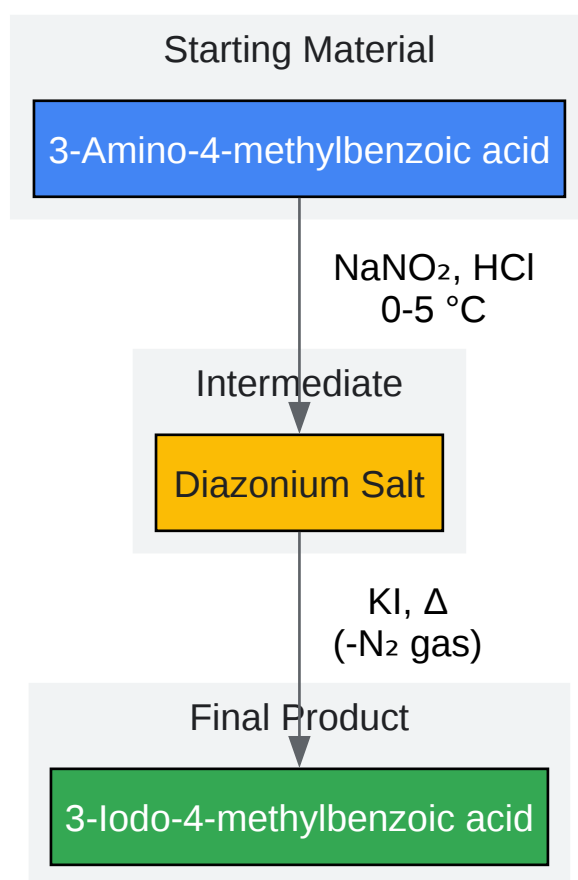 Starting Material
3-Amino-4-methylbenzoic acid
NaNO₂, HCl
0-5 °C
Intermediate
Diazonium Salt
KI, Δ
(-N₂ gas)
Final Product
3-Iodo-4-methylbenzoic acid